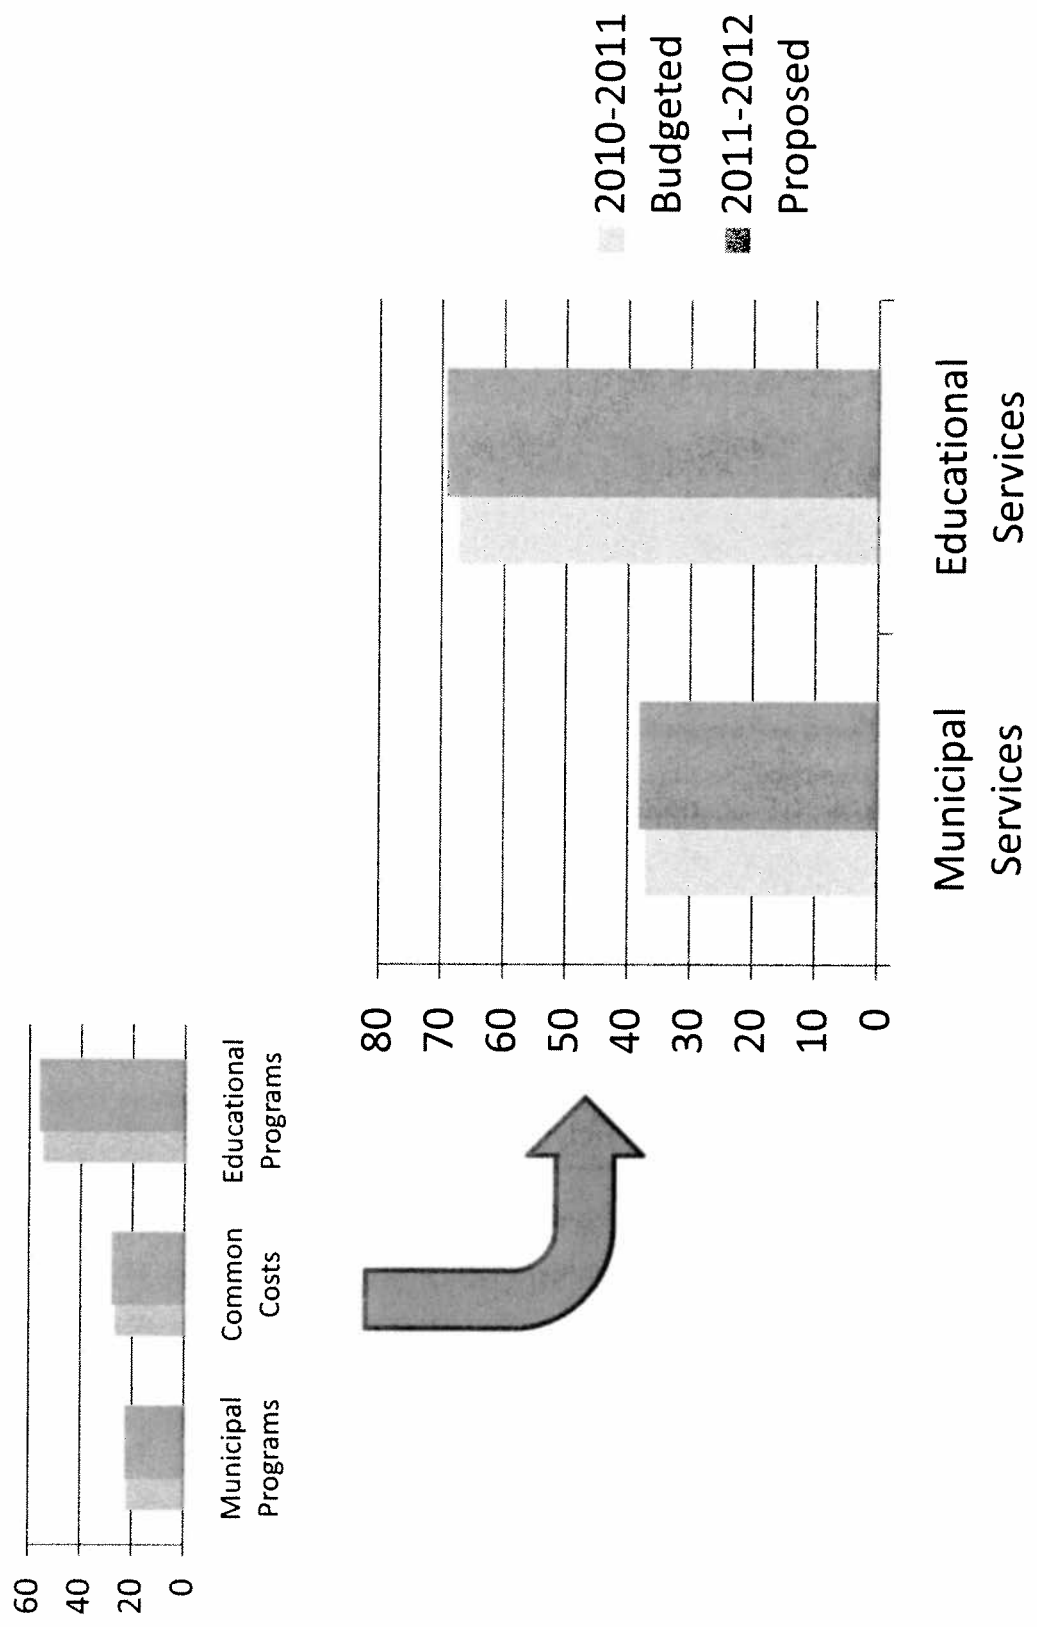 60
40
20
0
Municipal
Programs
Common
Costs
Educational
Programs
80
70
60
50
40
30
20
10
0
Municipal
Services
Educational
Services
2010-2011
Budgeted
2011-2012
Proposed